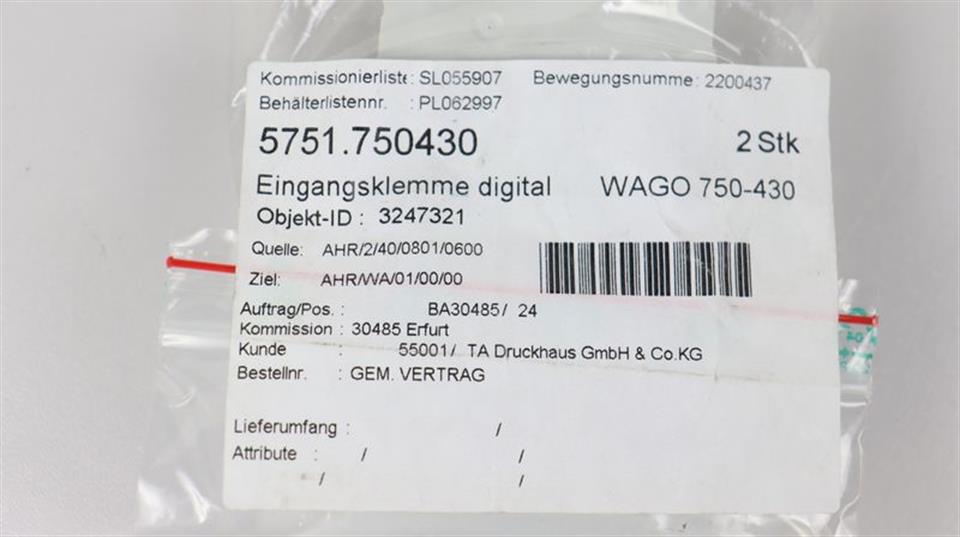 Kommissionierliste: SL055907 Bewegungsnumme: 2200437
Behälterlistennr. : PL062997
5751.750430 2 Stk
Eingangsklemme digital WAGO 750-430
Objekt-ID : 3247321
Quelle: AHR/2/40/0801/0600
Ziel: AHR/WA/01/00/00
Auftrag/Pos. : BA30485/ 24
Kommission : 30485 Erfurt
Kunde : 55001/ TA Druckhaus GmbH & Co.KG
Bestellnr. : GEM. VERTRAG
Lieferumfang : /
Attribute : / /
/ /